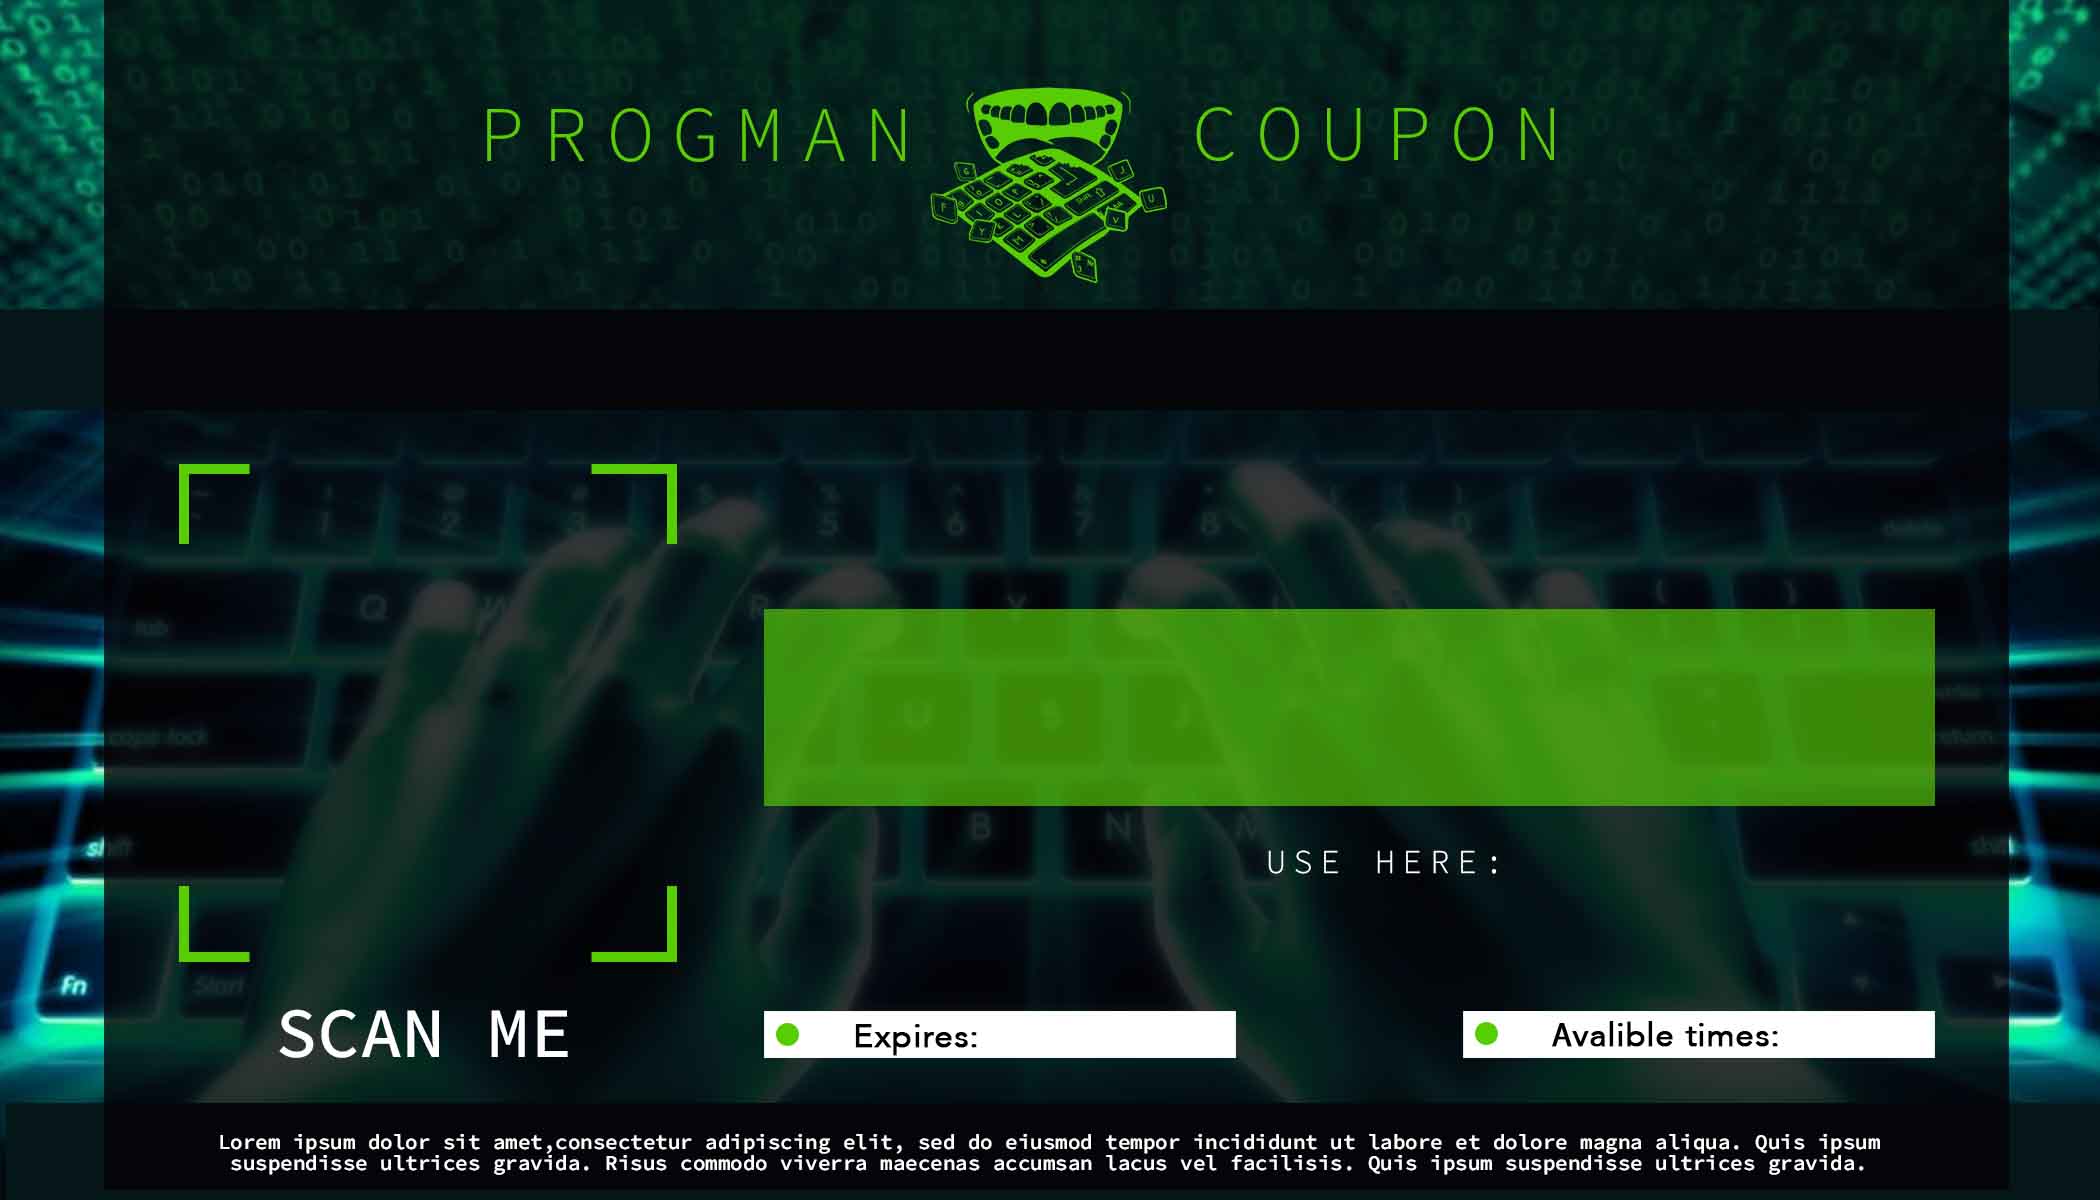 PROGMAN COUPON
USE HERE:
SCAN ME
Expires:
Avalible times:
Lorem ipsum dolor sit amet,consectetur adipiscing elit, sed do eiusmod tempor incididunt ut labore et dolore magna aliqua. Quis ipsum
suspendisse ultrices gravida. Risus commodo viverra maecenas accumsan lacus vel facilisis. Quis ipsum suspendisse ultrices gravida.